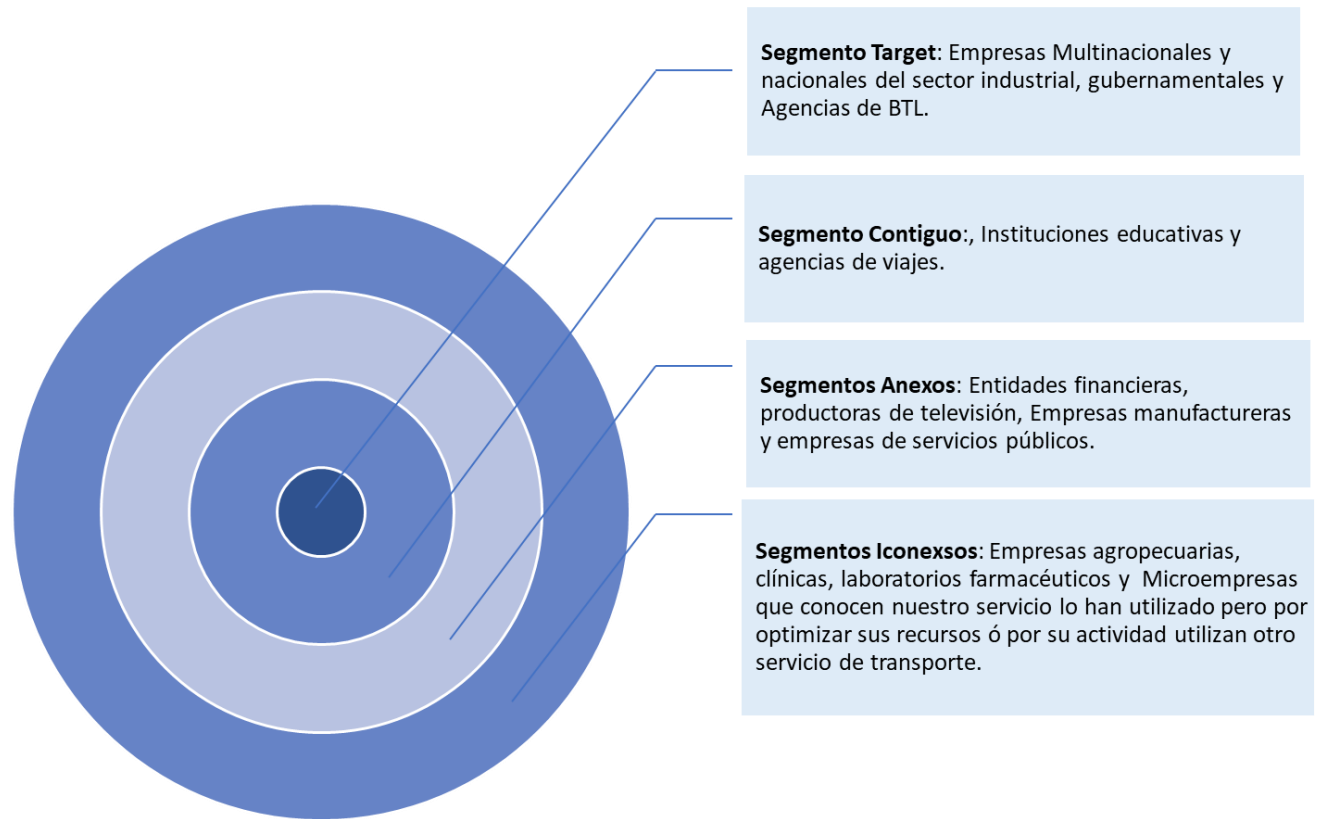 Segmento Target: Empresas Multinacionales y
nacionales del sector industrial, gubernamentales y
Agencias de BTL.
Segmento Contiguo:, Instituciones educativas y
agencias de viajes.
Segmentos Anexos: Entidades financieras,
productoras de televisión, Empresas manufactureras
y empresas de servicios públicos.
Segmentos Iconexsos: Empresas agropecuarias,
clínicas, laboratorios farmacéuticos y Microempresas
que conocen nuestro servicio lo han utilizado pero por
optimizar sus recursos ó por su actividad utilizan otro
servicio de transporte.